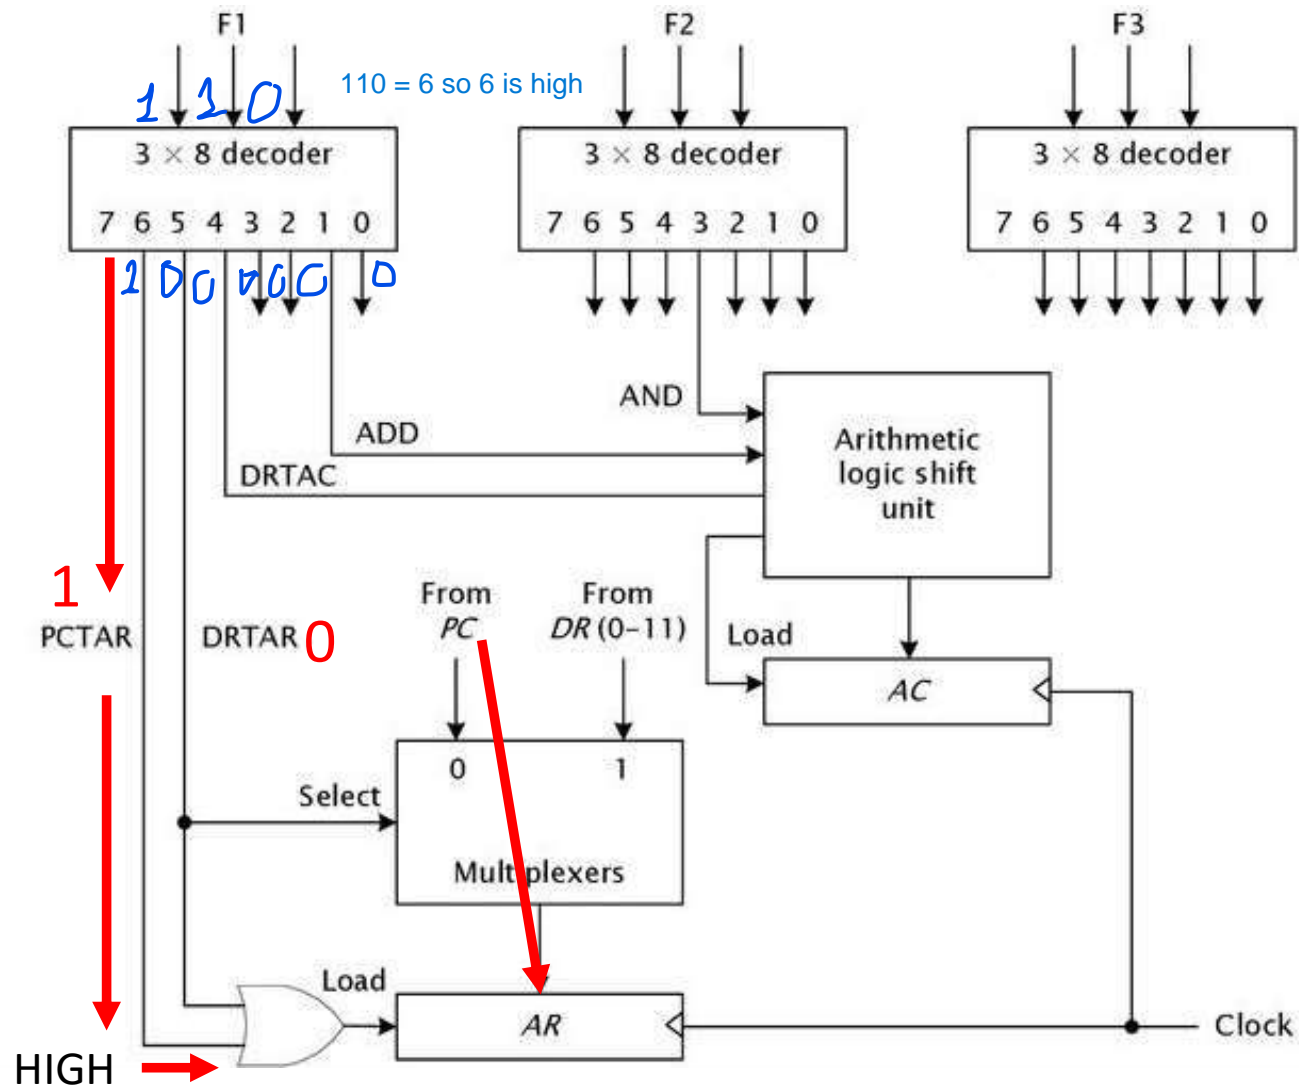 F1
F2
F3
1 1 0
110 = 6 so 6 is high
3 × 8 decoder
3 × 8 decoder
3 × 8 decoder
7 6 5 4 3 2 1 0
7 6 5 4 3 2 1 0
7 6 5 4 3 2 1 0
1 0 0 0 0 0 0
AND
ADD
DRTAC
Arithmetic
logic shift
unit
1
PCTAR
DRTAR 0
From
PC
From
DR (0–11)
Load
AC
0
1
Select
Multiplexers
Load
AR
Clock
HIGH